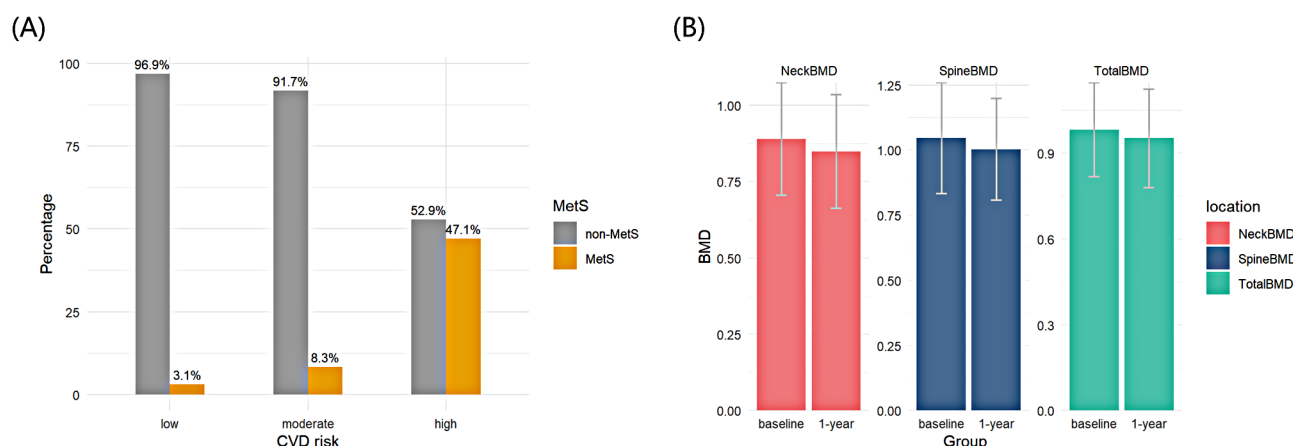 (A)
96.9%
91.7%
52.9%
47.1%
8.3%
3.1%
100
75
50
25
0
Percentage
low moderate high
CVD risk
MetS
non-MetS
MetS
(B)
NeckBMD SpineBMD TotalBMD
BMD
1.00
0.75
0.50
0.25
0.00
1.25
1.00
0.75
0.50
0.25
0.00
0.9
0.6
0.3
0.0
baseline 1-year baseline 1-year baseline 1-year
Group
location
NeckBMD
SpineBMD
TotalBMD